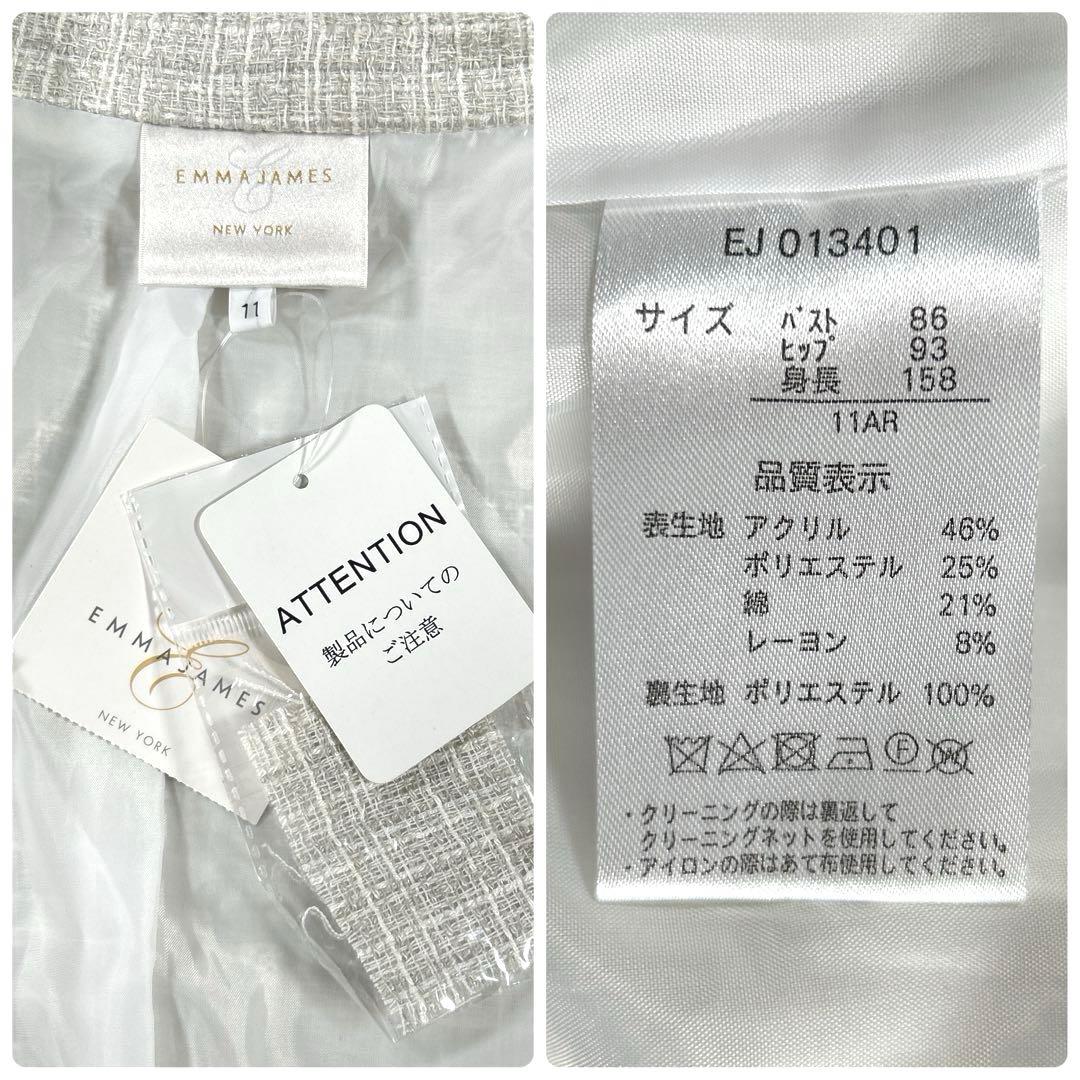 EMMAJAMES
NEW YORK
11
EMMAJAMES
NEW YORK
ATTENTION
製品についての
ご注意
EJ 013401
サイズ バスト 86
ヒップ 93
身長 158
11AR
品質表示
表生地 アクリル 46%
ポリエステル 25%
綿 21%
レーヨン 8%
裏生地 ポリエステル 100%
・クリーニングの際は裏返して
クリーニングネットを使用してください。
・アイロンの際はあて布使用してください。